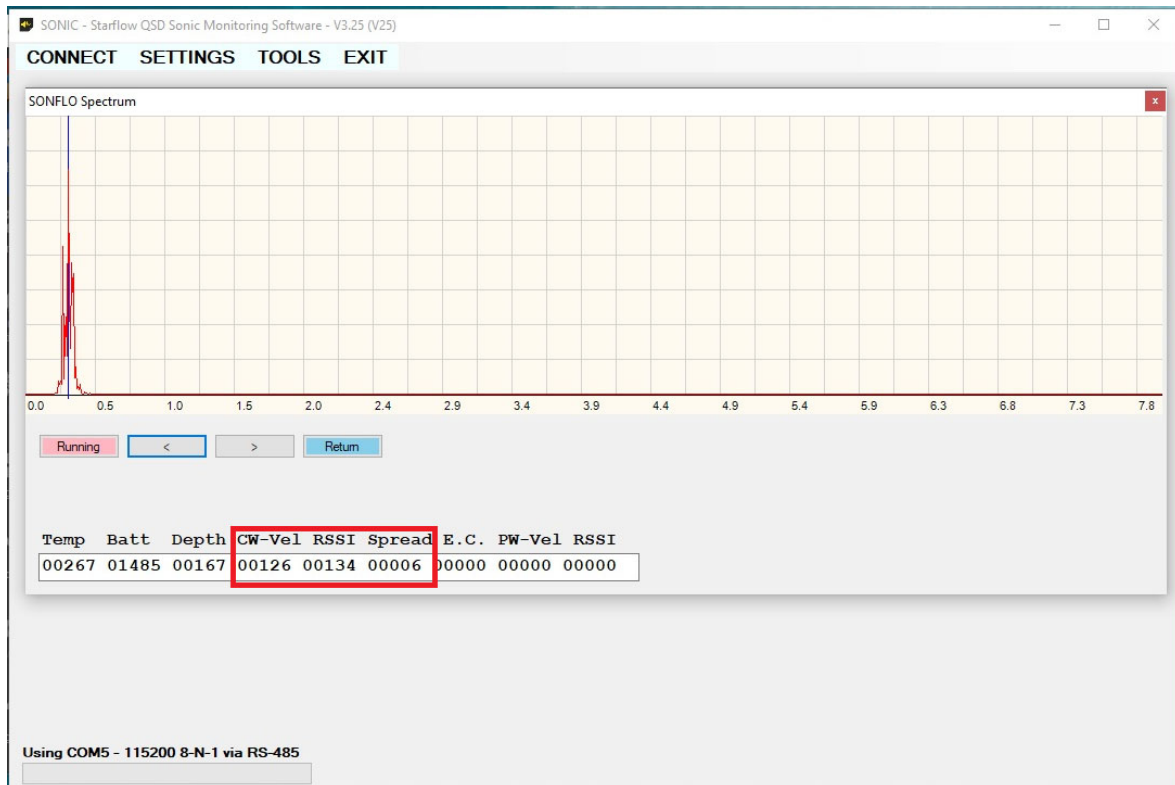 SONIC - Starflow QSD Sonic Monitoring Software - V3.25 (V25)
CONNECT SETTINGS TOOLS EXIT
SONFLO Spectrum
x
0.0 0.5 1.0 1.5 2.0 2.4 2.9 3.4 3.9 4.4 4.9 5.4 5.9 6.3 6.8 7.3 7.8
Running < > Return
Temp Batt Depth CW-Vel RSSI Spread E.C. PW-Vel RSSI
00267 01485 00167 00126 00134 00006 00000 00000 00000
Using COM5 - 115200 8-N-1 via RS-485